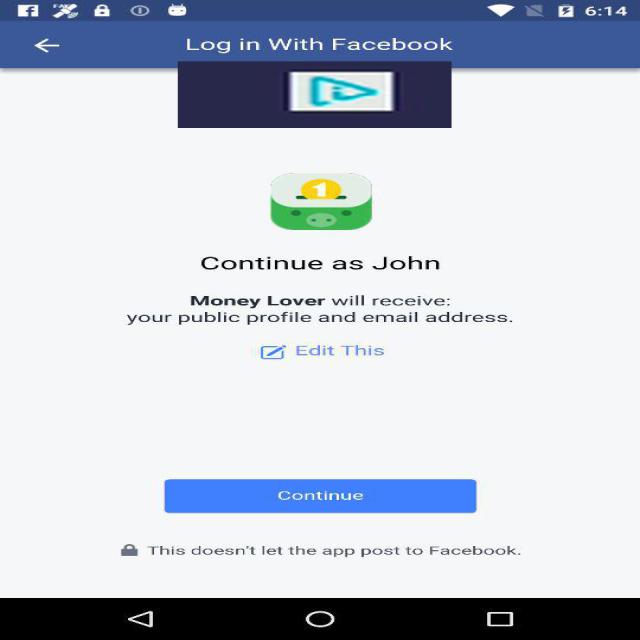 6:14
Log in With Facebook
1
Continue as John
Money Lover will receive:
your public profile and email address.
Edit This
Continue
This doesn't let the app post to Facebook.